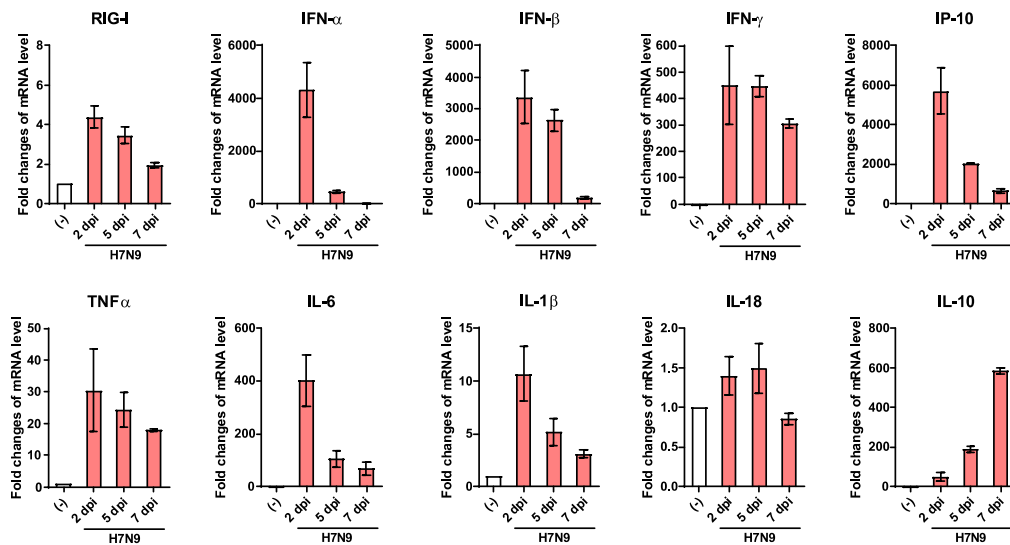 RIG-I
Fold changes of mRNA level
8
6
4
2
0
(-)
2 dpi
5 dpi
7 dpi
H7N9
IFN-α
Fold changes of mRNA level
6000
4000
2000
0
(-)
2 dpi
5 dpi
7 dpi
H7N9
IFN-β
Fold changes of mRNA level
5000
4000
3000
2000
1000
0
(-)
2 dpi
5 dpi
7 dpi
H7N9
IFN-γ
Fold changes of mRNA level
600
500
400
300
200
100
0
(-)
2 dpi
5 dpi
7 dpi
H7N9
IP-10
Fold changes of mRNA level
8000
6000
4000
2000
0
(-)
2 dpi
5 dpi
7 dpi
H7N9
TNFα
Fold changes of mRNA level
50
40
30
20
10
0
(-)
2 dpi
5 dpi
7 dpi
H7N9
IL-6
Fold changes of mRNA level
600
400
200
0
(-)
2 dpi
5 dpi
7 dpi
H7N9
IL-1β
Fold changes of mRNA level
15
10
5
0
(-)
2 dpi
5 dpi
7 dpi
H7N9
IL-18
Fold changes of mRNA level
2.0
1.5
1.0
0.5
0.0
(-)
2 dpi
5 dpi
7 dpi
H7N9
IL-10
Fold changes of mRNA level
800
600
400
200
0
(-)
2 dpi
5 dpi
7 dpi
H7N9